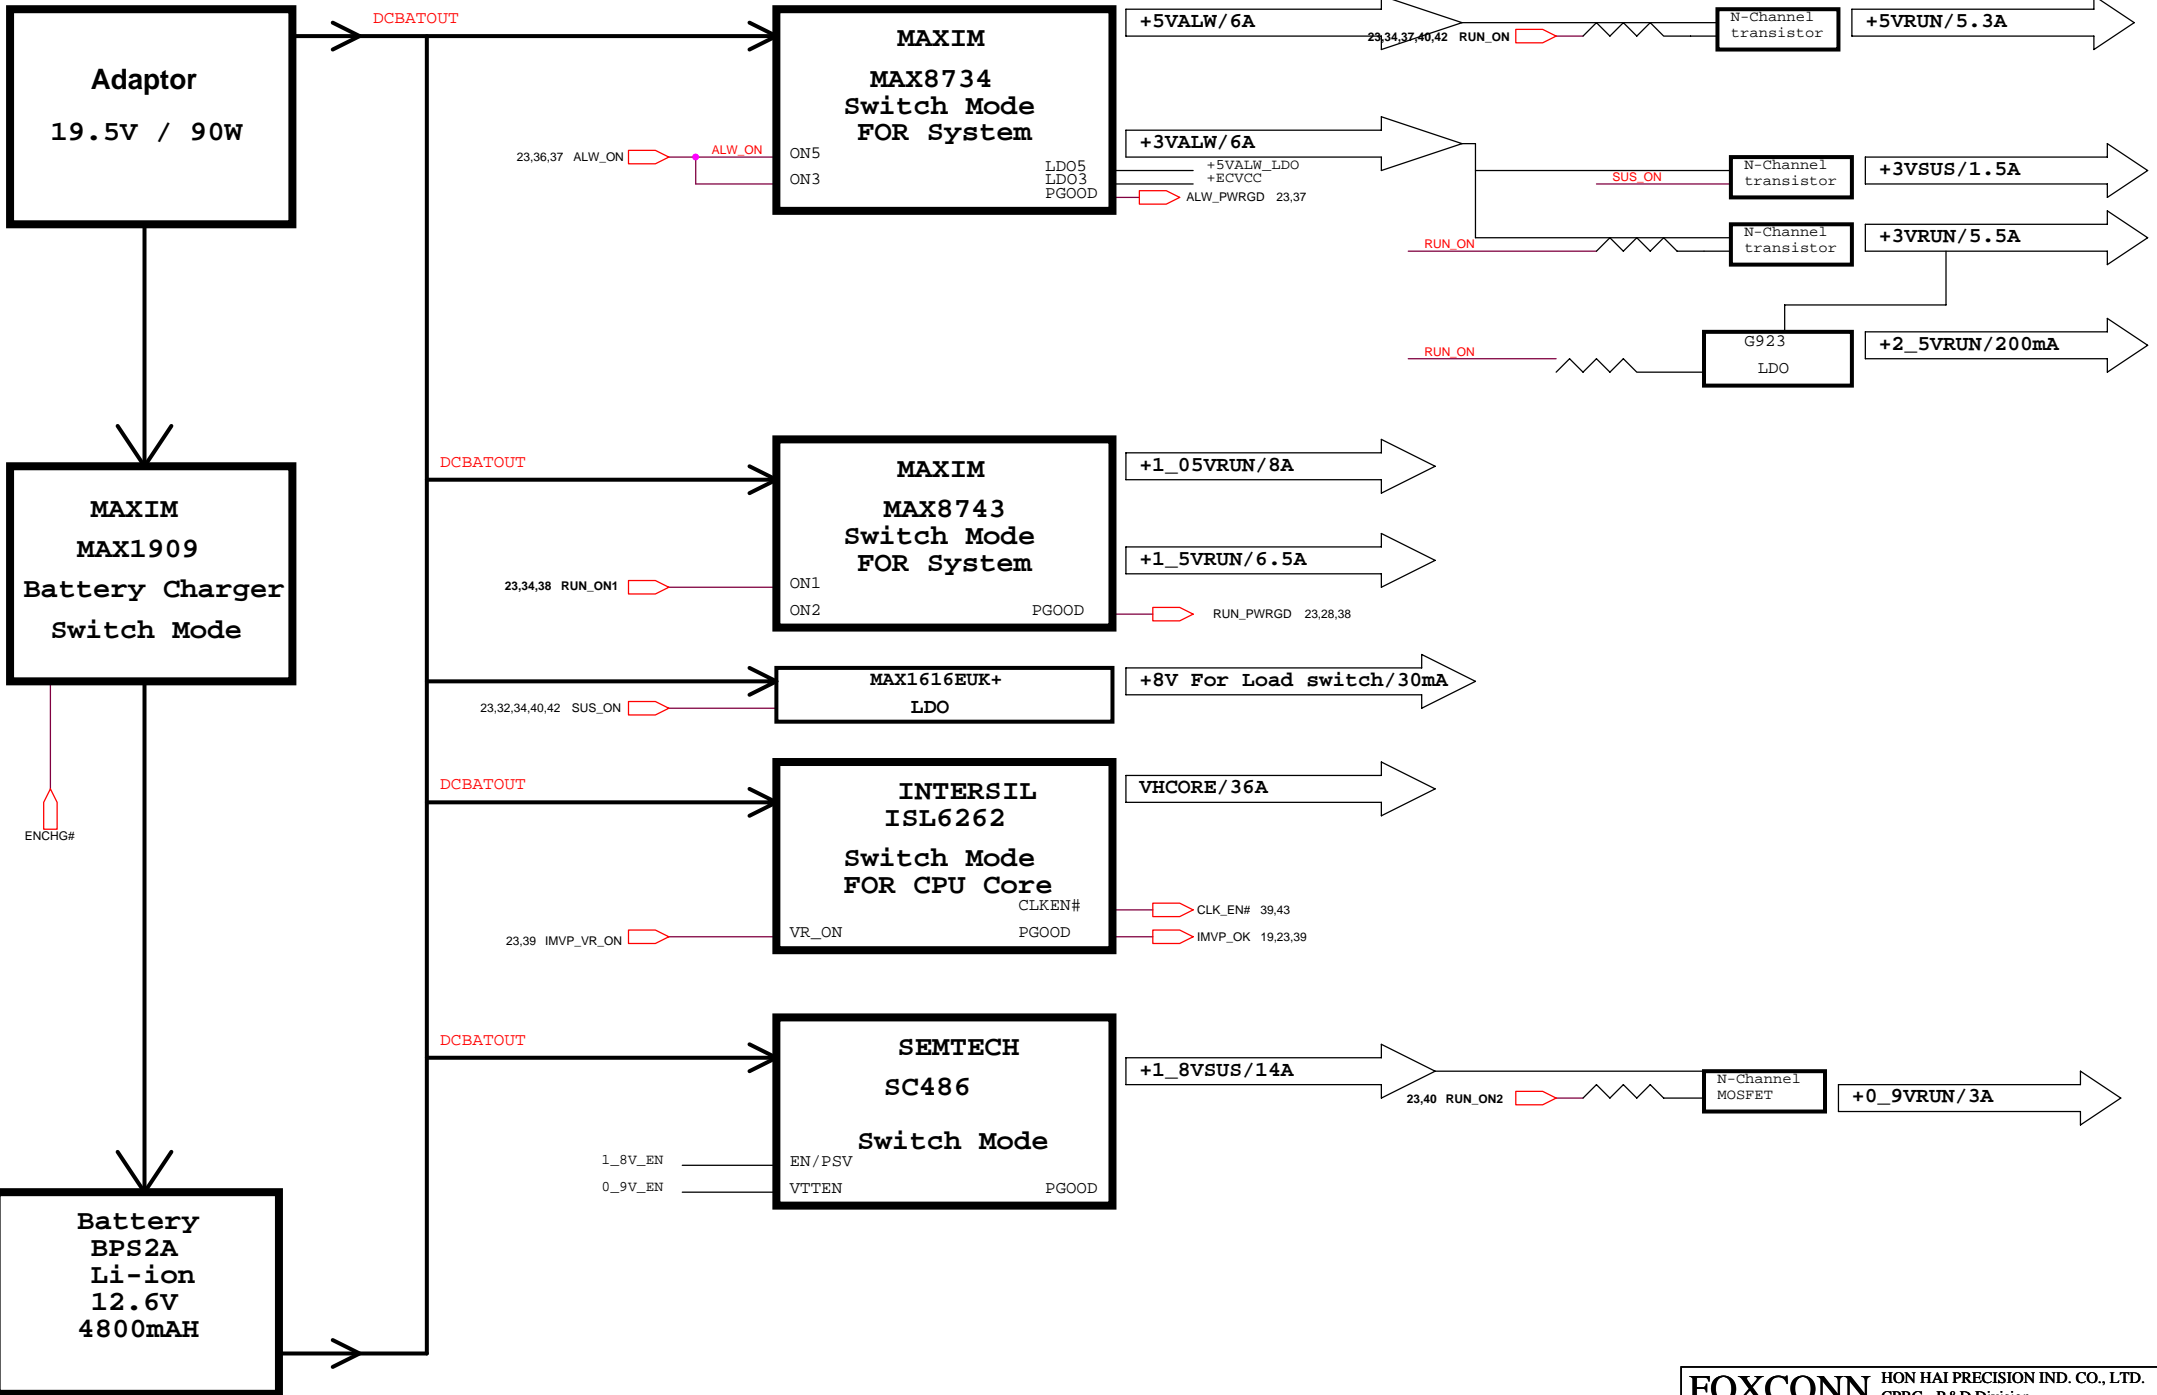 DCBATOUT
Adaptor
19.5V / 90W
MAXIM
MAX8734
Switch Mode
FOR System
ON5
ON3
LDO5
LDO3
PGOOD
23,36,37 ALW_ON
ALW_ON
+5VALW/6A
23,34,37,40,42 RUN_ON
N-Channel
transistor
+5VRUN/5.3A
+3VALW/6A
+5VALW_LDO
+ECVCC
ALW_PWRGD 23,37
SUS_ON
N-Channel
transistor
+3VSUS/1.5A
RUN_ON
N-Channel
transistor
+3VRUN/5.5A
RUN_ON
G923
LDO
+2_5VRUN/200mA
MAXIM
MAX1909
Battery Charger
Switch Mode
ENCHG#
DCBATOUT
MAXIM
MAX8743
Switch Mode
FOR System
ON1
ON2
PGOOD
23,34,38 RUN_ON1
+1_05VRUN/8A
+1_5VRUN/6.5A
RUN_PWRGD 23,28,38
MAX1616EUK+
LDO
23,32,34,40,42 SUS_ON
+8V For Load switch/30mA
DCBATOUT
INTERSIL
ISL6262
Switch Mode
FOR CPU Core
CLKEN#
VR_ON
PGOOD
23,39 IMVP_VR_ON
VHCORE/36A
CLK_EN# 39,43
IMVP_OK 19,23,39
DCBATOUT
SEMTECH
SC486
Switch Mode
EN/PSV
VTTEN
PGOOD
1_8V_EN
0_9V_EN
+1_8VSUS/14A
23,40 RUN_ON2
N-Channel
MOSFET
+0_9VRUN/3A
Battery
BPS2A
Li-ion
12.6V
4800mAH
FOXCONN
HON HAI PRECISION IND. CO., LTD.